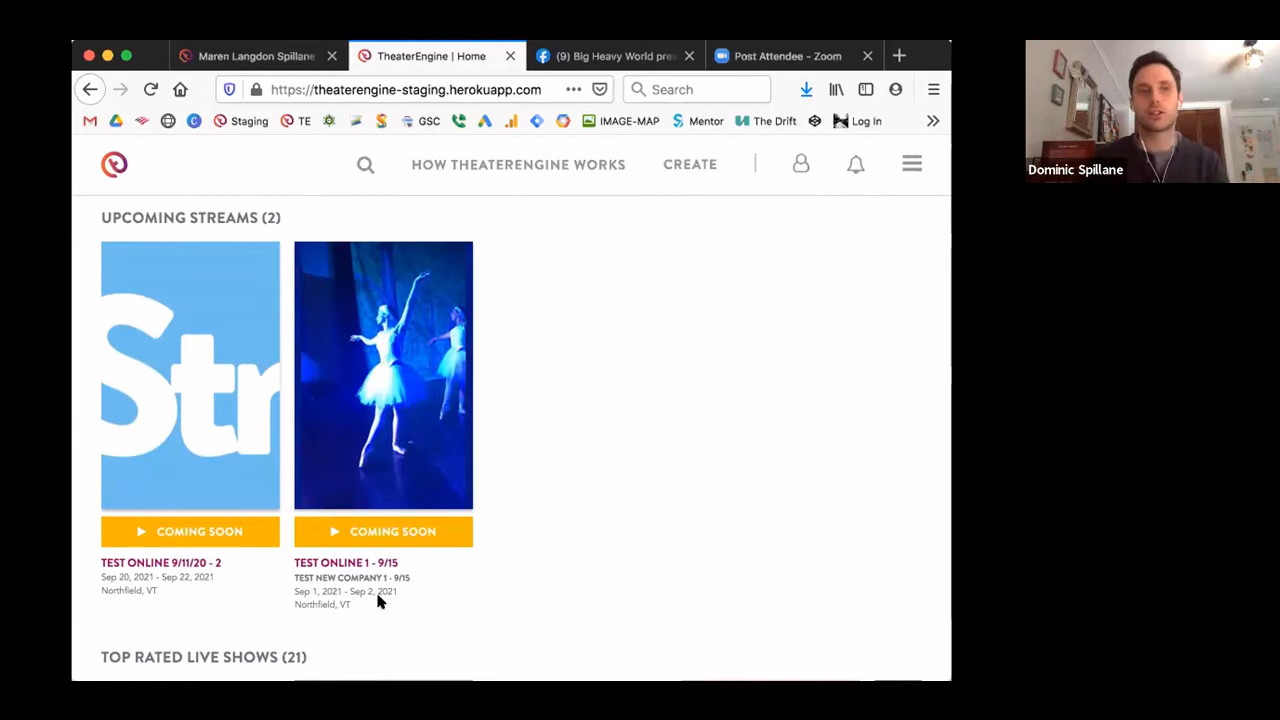 Maren Langdon Spillane
TheaterEngine | Home
(9) Big Heavy World pres
Post Attendee - Zoom
https://theaterengine-staging.herokuapp.com
Search
Staging
TE
GSC
IMAGE-MAP
Mentor
The Drift
Log In
HOW THEATERENGINE WORKS
CREATE
UPCOMING STREAMS (2)
Str
COMING SOON
COMING SOON
TEST ONLINE 9/11/20 - 2
Sep 20, 2021 - Sep 22, 2021
Northfield, VT
TEST ONLINE 1 - 9/15
TEST NEW COMPANY 1 - 9/15
Sep 1, 2021 - Sep 2, 2021
Northfield, VT
TOP RATED LIVE SHOWS (21)
Dominic Spillane